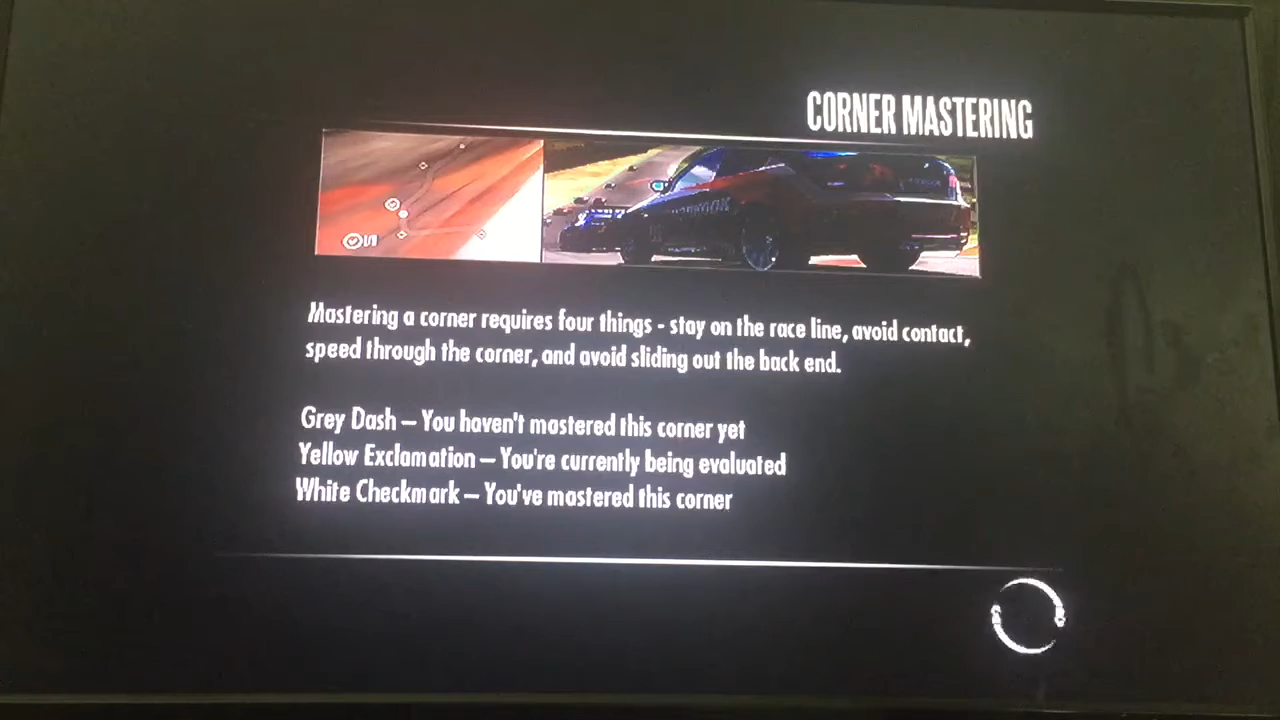 CORNER MASTERING
Mastering a corner requires four things - stay on the race line, avoid contact,
speed through the corner, and avoid sliding out the back end.
Grey Dash – You haven't mastered this corner yet
Yellow Exclamation – You're currently being evaluated
White Checkmark – You've mastered this corner